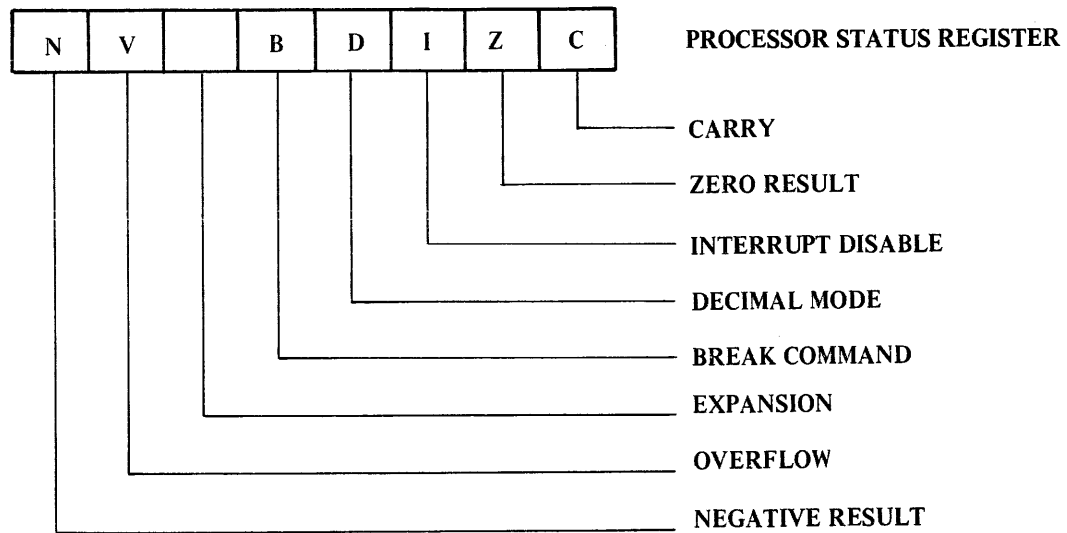 N V B D I Z C PROCESSOR STATUS REGISTER
CARRY
ZERO RESULT
INTERRUPT DISABLE
DECIMAL MODE
BREAK COMMAND
EXPANSION
OVERFLOW
NEGATIVE RESULT